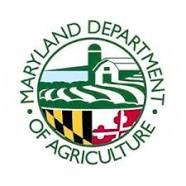 MARYLAND DEPARTMENT
· OF AGRICULTURE ·